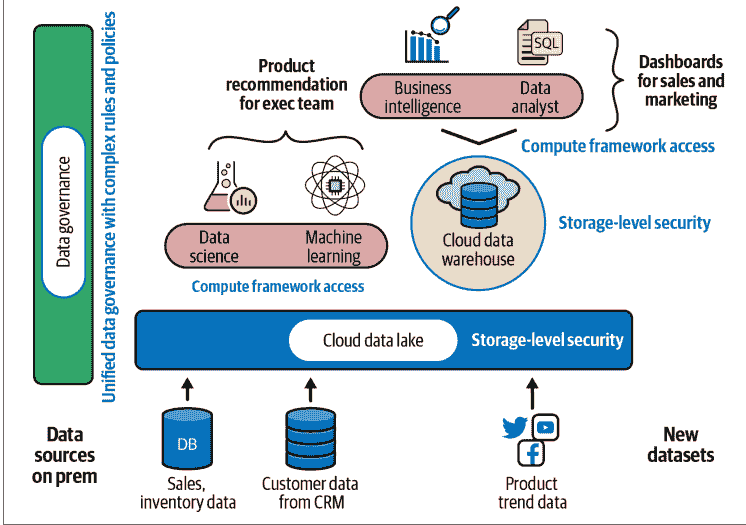 Data governance
Unified data governance with complex rules and policies
SQL
Product
recommendation
for exec team
Business
intelligence
Data
analyst
Dashboards
for sales and
marketing
Compute framework access
Data
science
Machine
learning
Compute framework access
Cloud data
warehouse
Storage-level security
Cloud data lake
Storage-level security
Data
sources
on prem
DB
Sales,
inventory data
Customer data
from CRM
Product
trend data
New
datasets